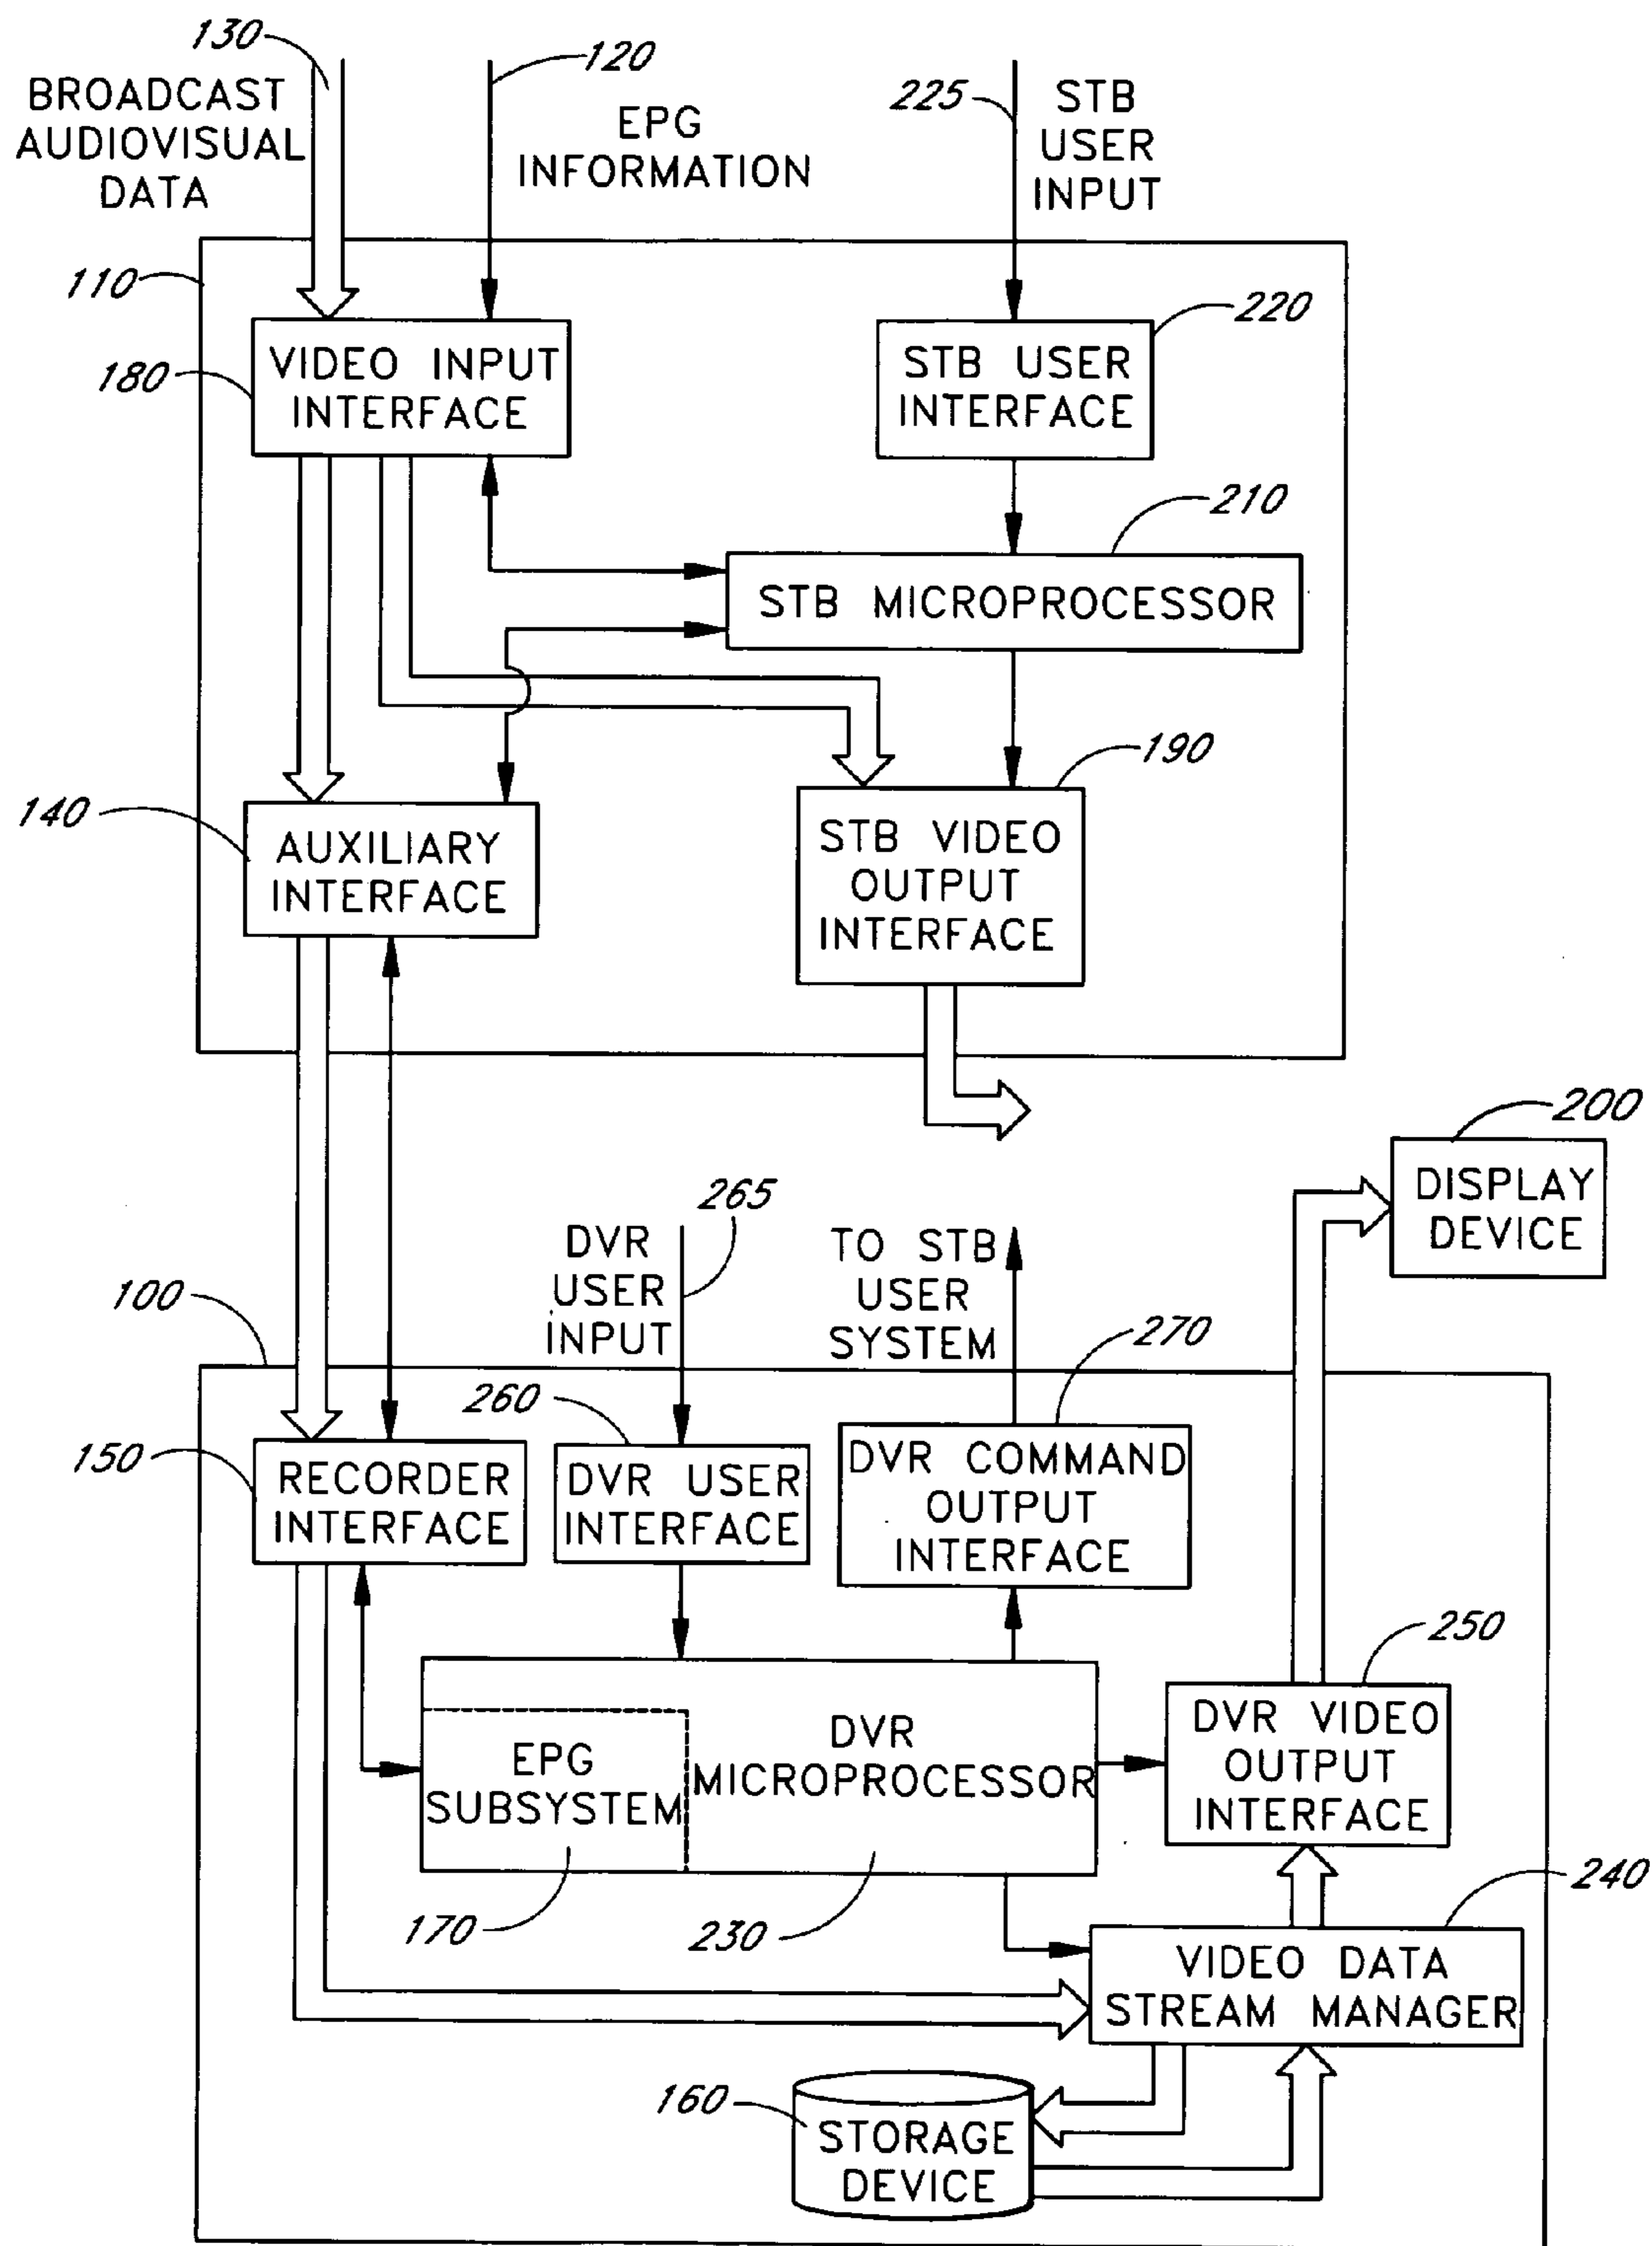 130
BROADCAST
AUDIOVISUAL
DATA
120
EPG
INFORMATION
225
STB
USER
INPUT
110
180
VIDEO INPUT
INTERFACE
220
STB USER
INTERFACE
210
STB MICROPROCESSOR
190
140
AUXILIARY
INTERFACE
STB VIDEO
OUTPUT
INTERFACE
200
DISPLAY
DEVICE
265
DVR
USER
INPUT
TO STB
USER
SYSTEM
100
270
260
150
RECORDER
INTERFACE
DVR USER
INTERFACE
DVR COMMAND
OUTPUT
INTERFACE
250
DVR VIDEO
OUTPUT
INTERFACE
EPG
SUBSYSTEM
DVR
MICROPROCESSOR
170
230
240
VIDEO DATA
STREAM MANAGER
160
STORAGE
DEVICE